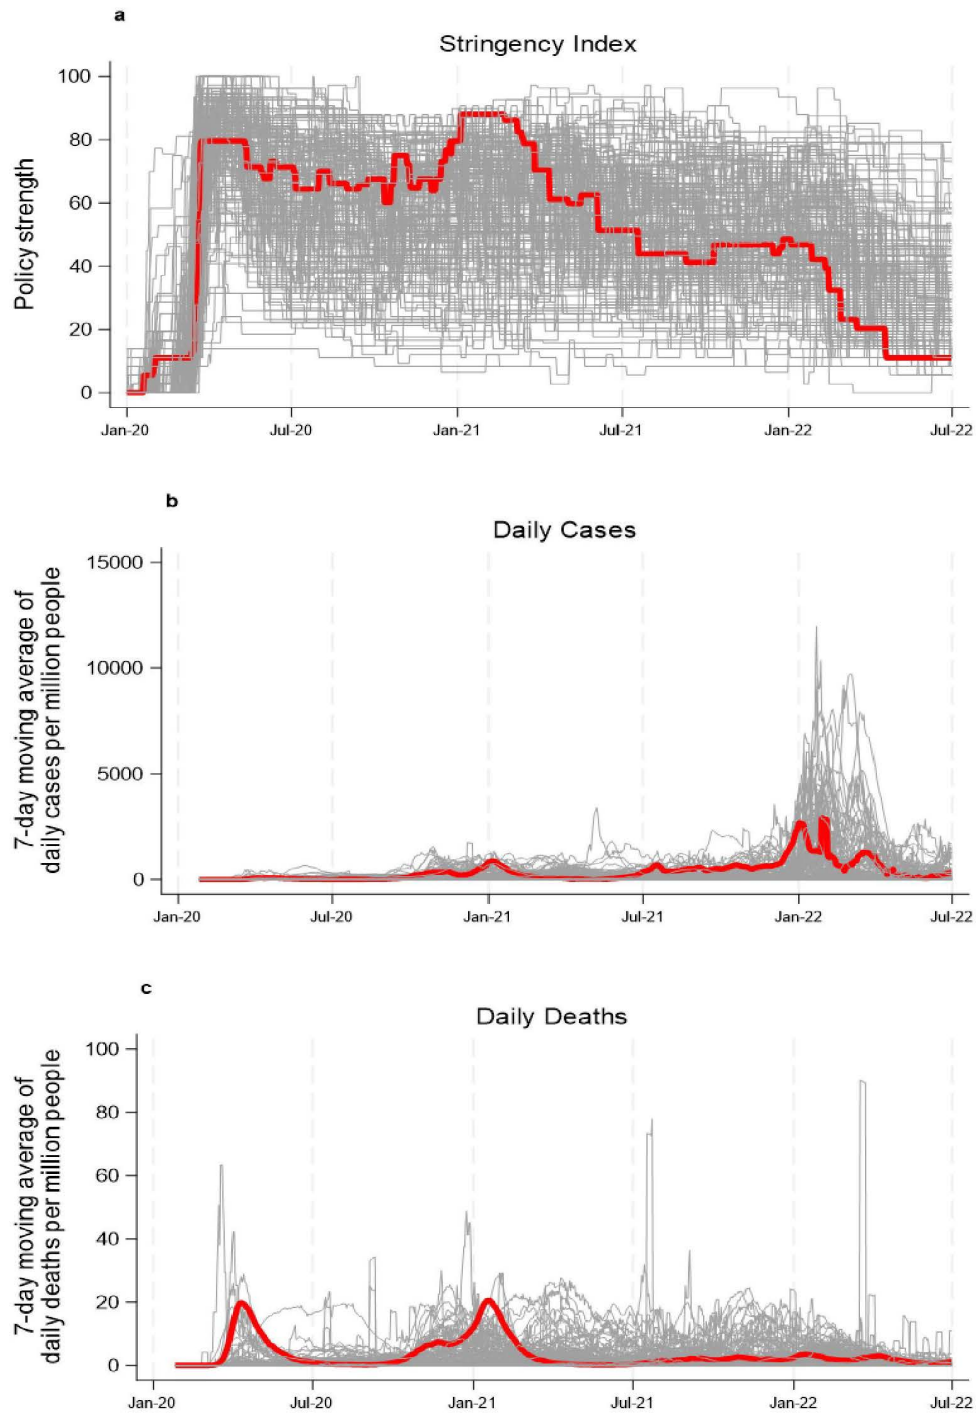 a
Stringency Index
Policy strength
100
80
60
40
20
0
Jan-20 Jul-20 Jan-21 Jul-21 Jan-22 Jul-22
b
Daily Cases
7-day moving average of
daily cases per million people
15000
10000
5000
0
Jan-20 Jul-20 Jan-21 Jul-21 Jan-22 Jul-22
c
Daily Deaths
7-day moving average of
daily deaths per million people
100
80
60
40
20
0
Jan-20 Jul-20 Jan-21 Jul-21 Jan-22 Jul-22